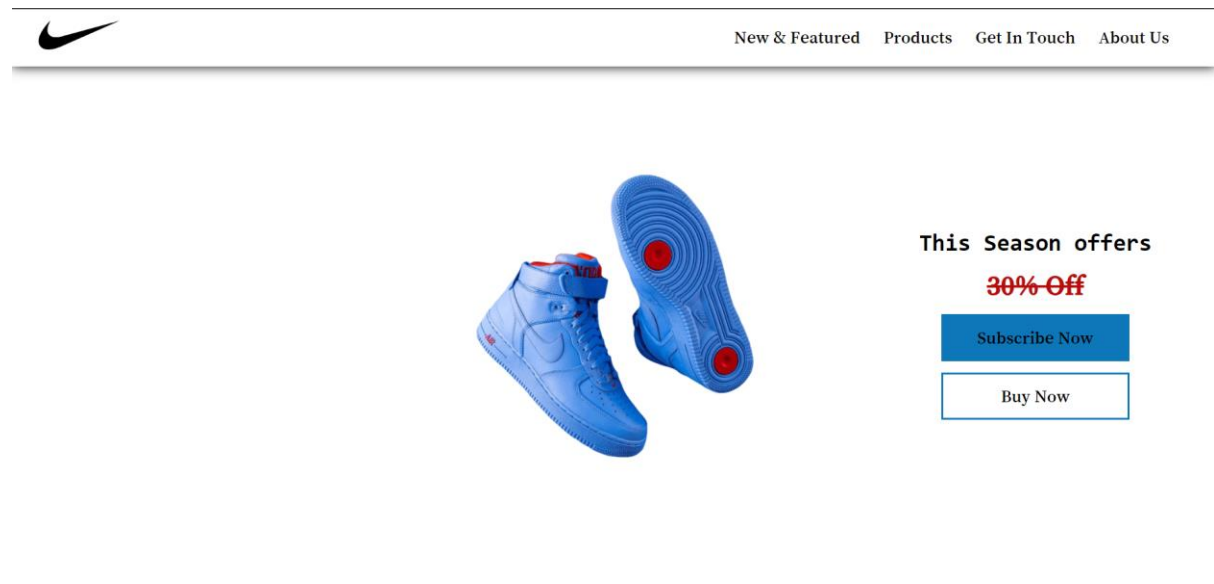 New & Featured Products Get In Touch About Us
This Season offers
30% Off
Subscribe Now
Buy Now